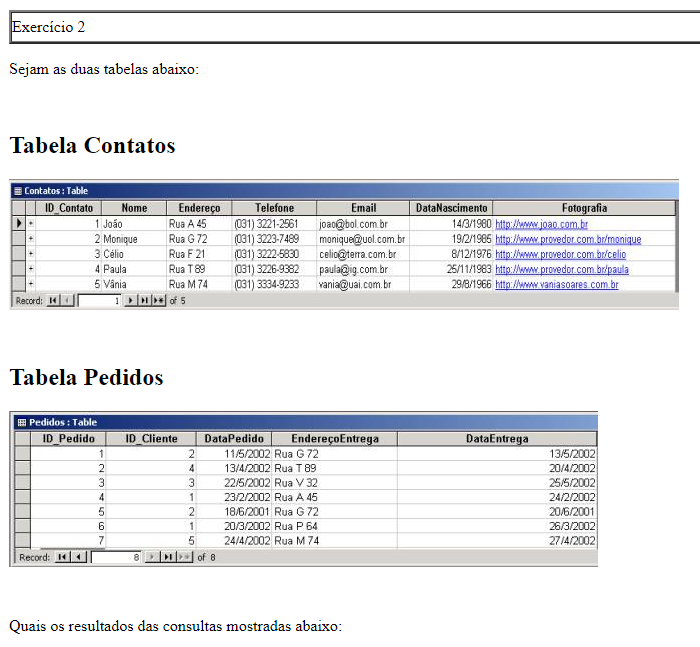 Exercício 2
Sejam as duas tabelas abaixo:
Tabela Contatos
Contatos : Table
ID_Contato Nome Endereço Telefone Email DataNascimento Fotografia
+ 1 João Rua A 45 (031) 3221-2561 joao@bol.com.br 14/3/1980 http://www.joao.com.br
+ 2 Monique Rua G 72 (031) 3223-7489 monique@uol.com.br 19/2/1985 http://www.provedor.com.br/monique
+ 3 Célio Rua F 21 (031) 3222-5830 celio@terra.com.br 8/12/1976 http://www.provedor.com.br/celio
+ 4 Paula Rua T 89 (031) 3226-9382 paula@ig.com.br 25/11/1983 http://www.provedor.com.br/paula
+ 5 Vânia Rua M 74 (031) 3334-9233 vania@uai.com.br 29/8/1966 http://www.vaniasoares.com.br
Record: 1 of 5
Tabela Pedidos
Pedidos : Table
ID_Pedido ID_Cliente DataPedido EndereçoEntrega DataEntrega
1 2 11/5/2002 Rua G 72 13/5/2002
2 4 13/4/2002 Rua T 89 20/4/2002
3 3 22/5/2002 Rua V 32 25/5/2002
4 1 23/2/2002 Rua A 45 24/2/2002
5 2 18/6/2001 Rua G 72 20/6/2001
6 1 20/3/2002 Rua P 64 26/3/2002
7 5 24/4/2002 Rua M 74 27/4/2002
Record: 8 of 8
Quais os resultados das consultas mostradas abaixo: